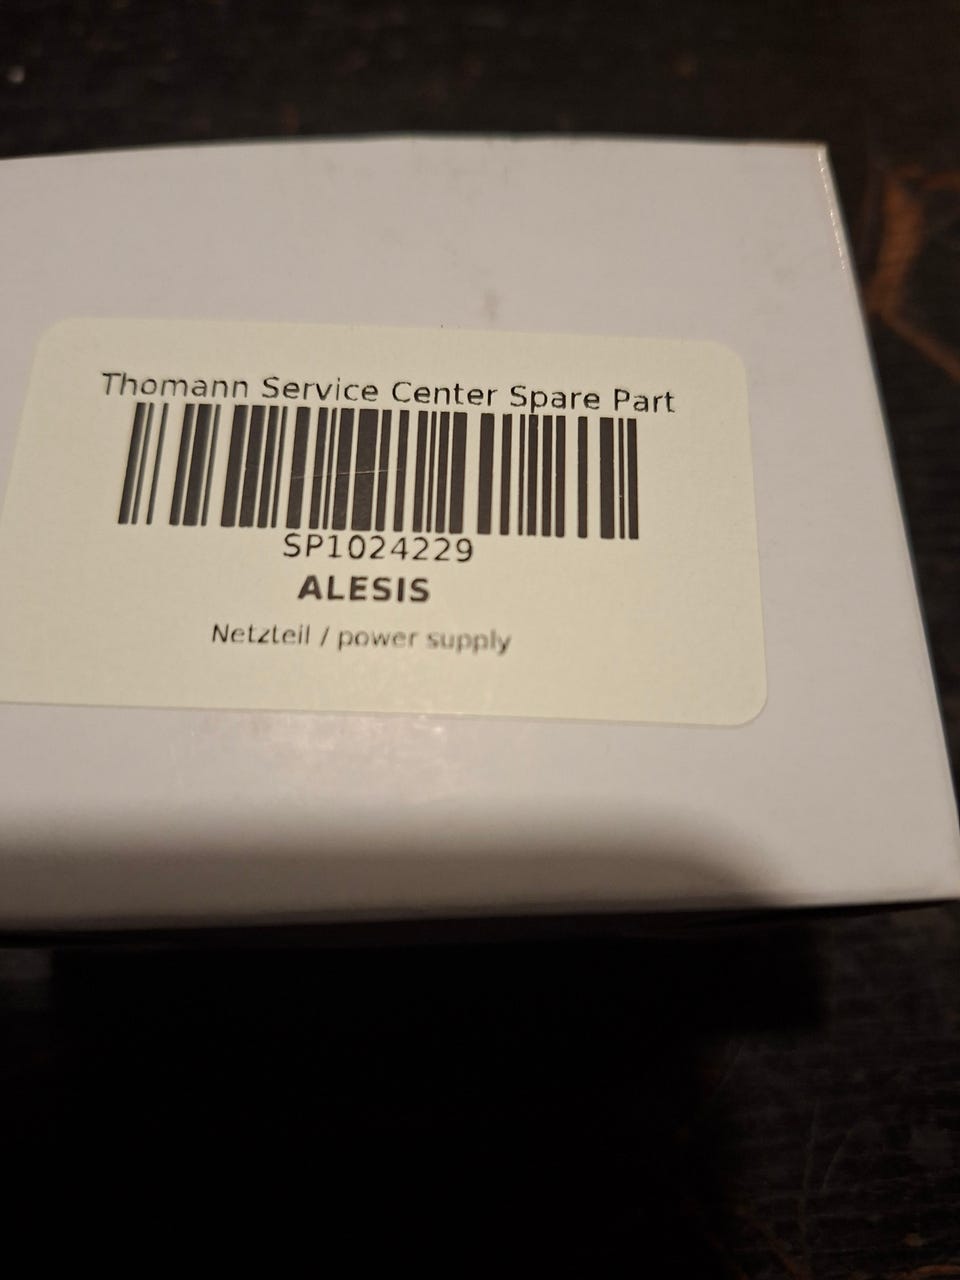 Thomann Service Center Spare Part
SP1024229
ALESIS
Netzteil / power supply